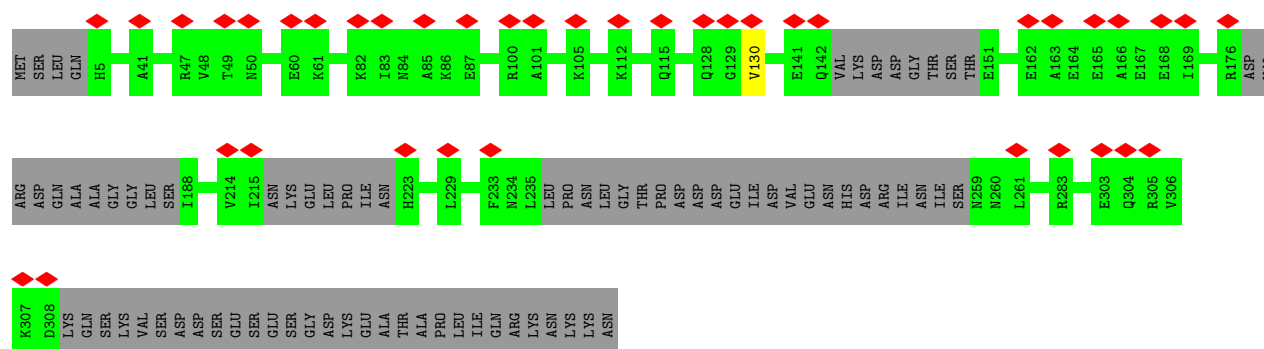 MET SER LEU GLN H5 A41 R47 V48 T49 N50 E60 K61 K82 I83 N84 A85 K86 E87 R100 A101 K105 K112 Q115 Q128 G129 V130 E141 Q142 VAL LYS ASP ASP GLY THR SER THR E151 E162 A163 E164 E165 A166 E167 E168 I169 R176 ASP
ARG ASP GLN ALA ALA GLY GLY LEU SER I188 V214 I215 ASN LYS GLU LEU PRO ILE ASN H223 L229 F233 N234 L235 LEU PRO ASN LEU GLY THR PRO ASP ASP ASP GLU ILE ASP VAL GLU ASN HIS ASP ARG ILE ASN ILE SER N259 N260 L261 R283 E303 Q304 R305 V306
K307 D308 LYS GLN SER LYS VAL SER ASP ASP SER GLU SER GLU SER GLY ASP LYS GLU ALA THR ALA PRO LEU ILE GLN ARG LYS ASN LYS LYS ASN